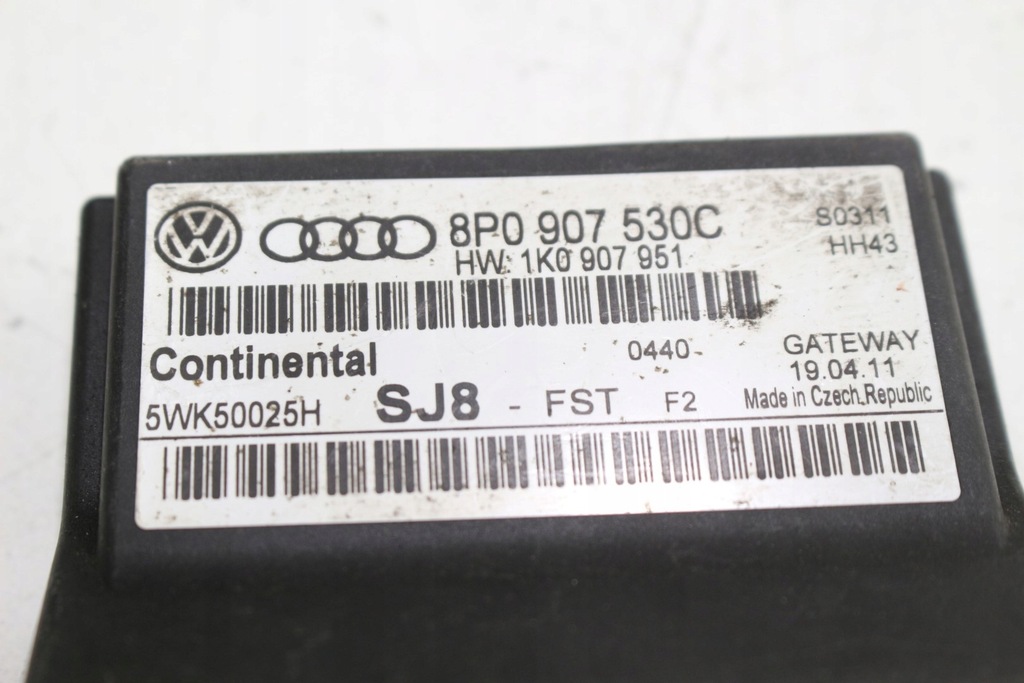 8P0 907 530C S0311
HW: 1K0 907 951 HH43
Continental 0440 GATEWAY
19.04.11
5WK50025H SJ8 - FST F2 Made in Czech Republic